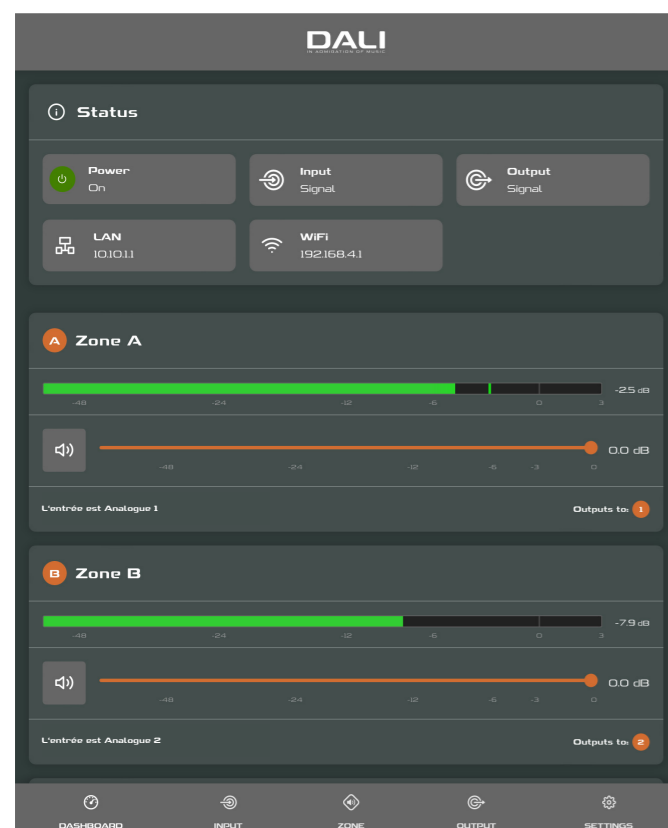 DALI
IN ADMIRATION OF MUSIC
Status
Power
On
Input
Signal
Output
Signal
LAN
10.10.1.1
WiFi
192.168.4.1
A Zone A
-2.5 dB
-48 -24 -12 -6 0 3
0.0 dB
-48 -24 -12 -6 -3 0
L'entrée est Analogue 1 Outputs to: 1
B Zone B
-7.9 dB
-48 -24 -12 -6 0 3
0.0 dB
-48 -24 -12 -6 -3 0
L'entrée est Analogue 2 Outputs to: 2
DASHBOARD INPUT ZONE OUTPUT SETTINGS